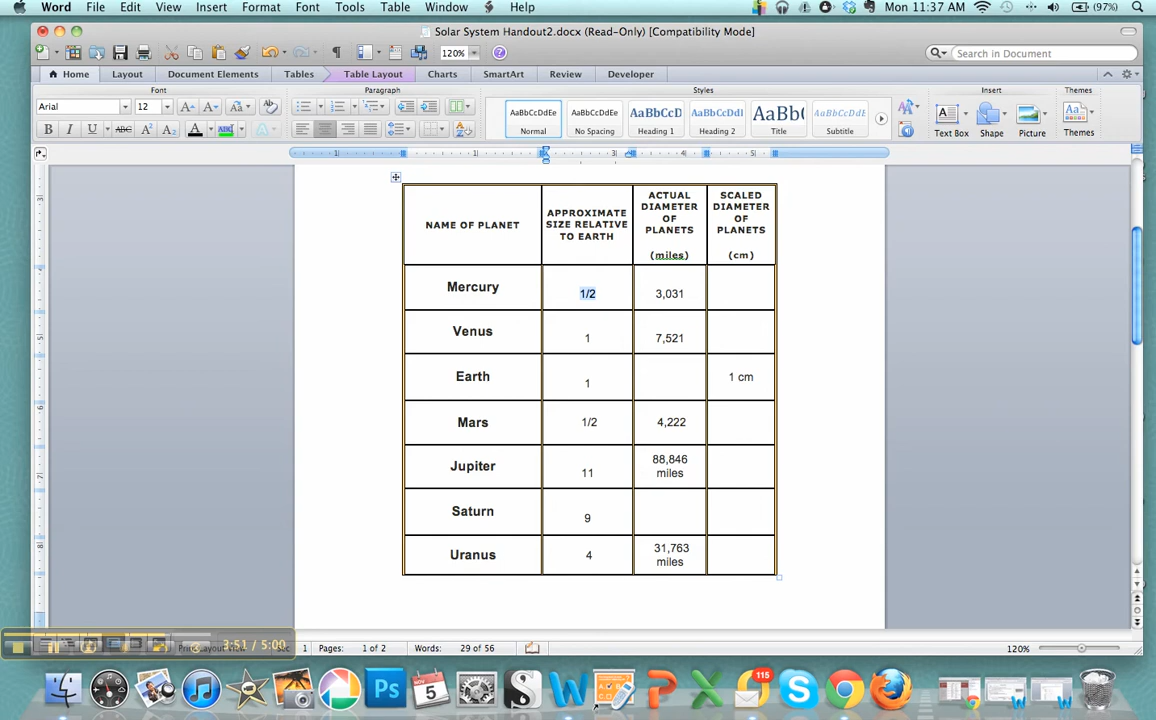 Word File Edit View Insert Format Font Tools Table Window Help Mon 11:37 AM (97%)
Solar System Handout2.docx (Read-Only) [Compatibility Mode]
120% Search in Document
Home Layout Document Elements Tables Table Layout Charts SmartArt Review Developer
Font Paragraph Styles Insert Themes
Arial 12
AaBbCcDdEe AaBbCcDdEe AaBbCcD AaBbCcDdI AaBb( AaBbCcDdEe
Normal No Spacing Heading 1 Heading 2 Title Subtitle
Text Box Shape Picture Themes
NAME OF PLANET
APPROXIMATE
SIZE RELATIVE
TO EARTH
ACTUAL
DIAMETER
OF
PLANETS
(miles)
SCALED
DIAMETER
OF
PLANETS
(cm)
Mercury 1/2 3,031
Venus 1 7,521
Earth 1 1 cm
Mars 1/2 4,222
Jupiter 11 88,846
miles
Saturn 9
Uranus 4 31,763
miles
3:51 / 5:00
1 Pages: 1 of 2 Words: 29 of 56 120%
NOV
5
115